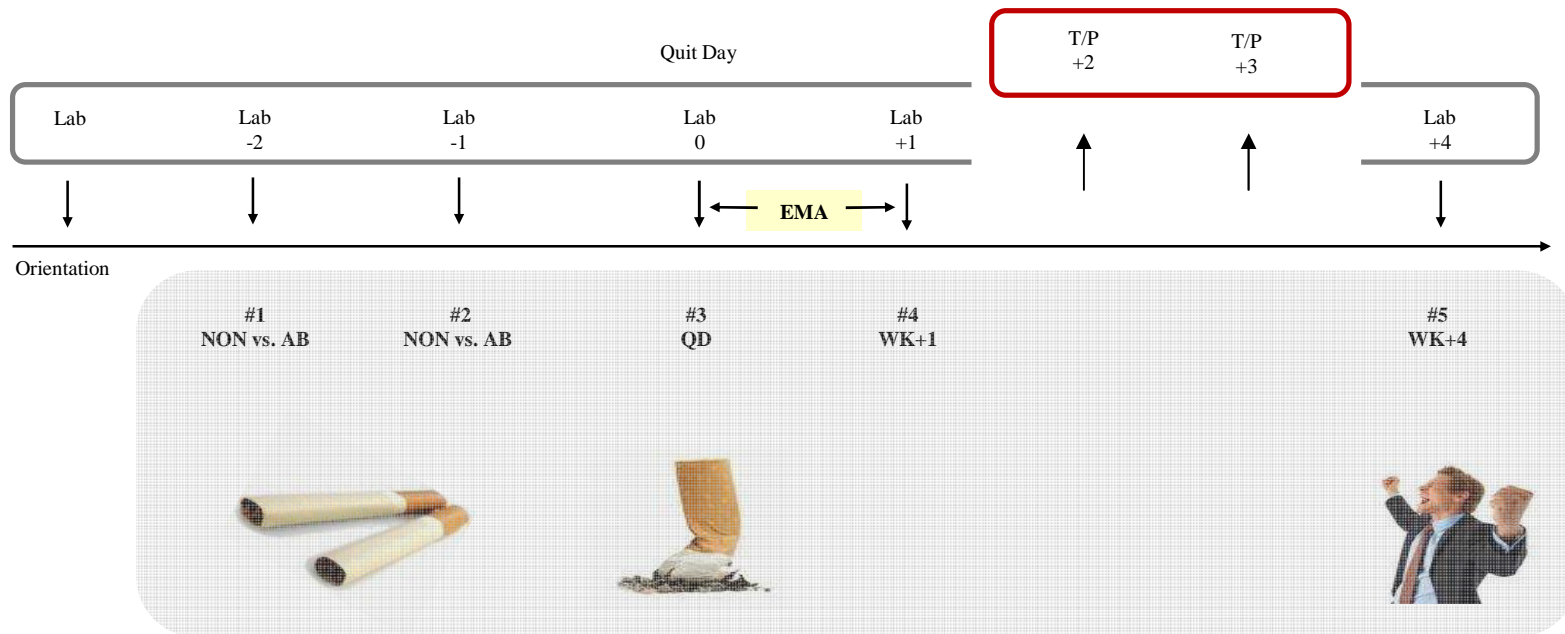 Quit Day
T/P
+2
T/P
+3
Lab
Lab
-2
Lab
-1
Lab
0
Lab
+1
Lab
+4
EMA
Orientation
#1
NON vs. AB
#2
NON vs. AB
#3
QD
#4
WK+1
#5
WK+4